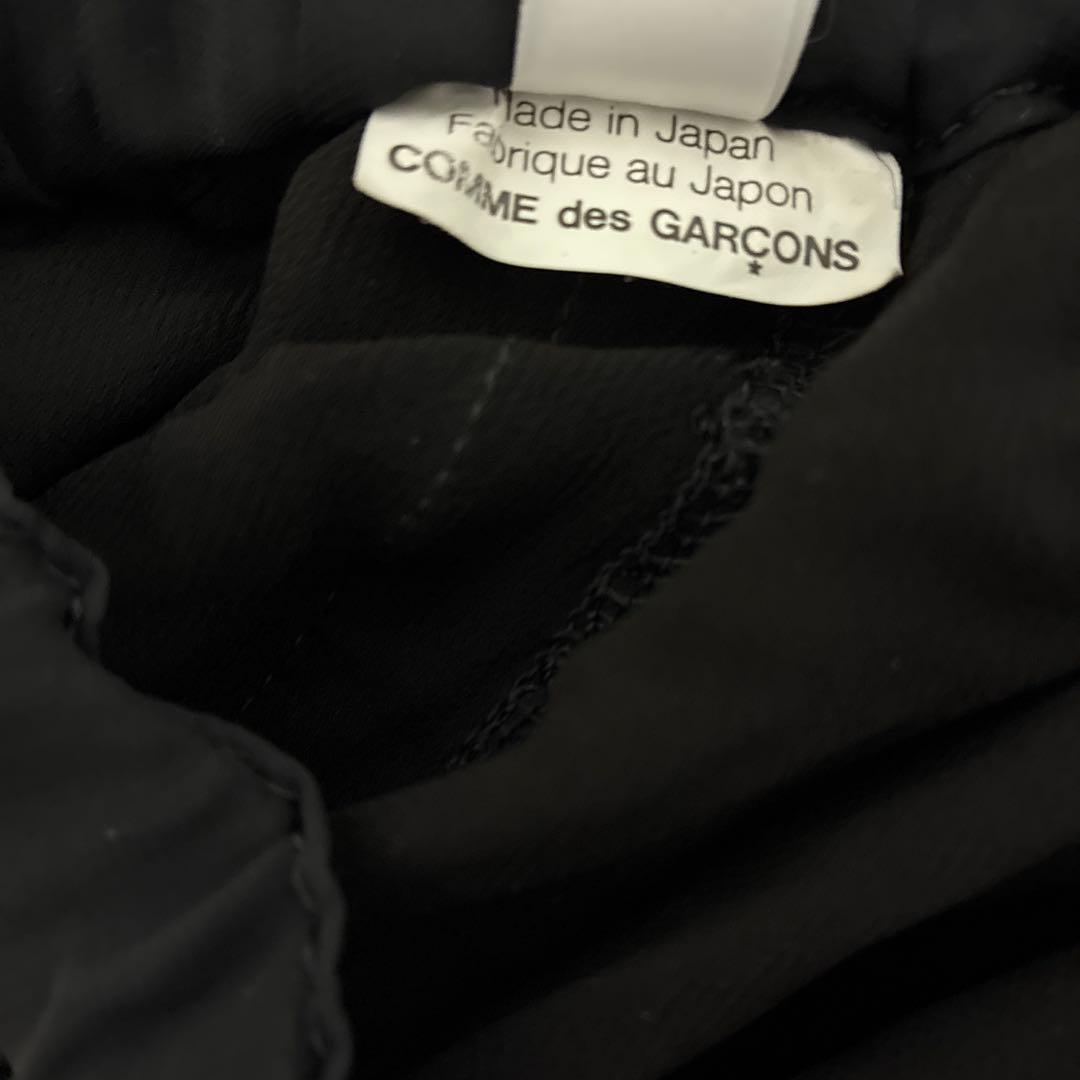 Made in Japan
Fabrique au Japon
COMME des GARÇONS